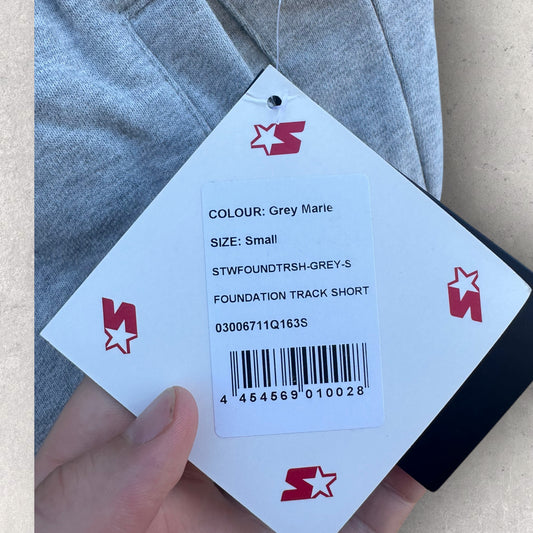 COLOUR: Grey Marle
SIZE: Small
STWFOUNDTRSH-GREY-S
FOUNDATION TRACK SHORT
03006711Q163S
4 454569 010028